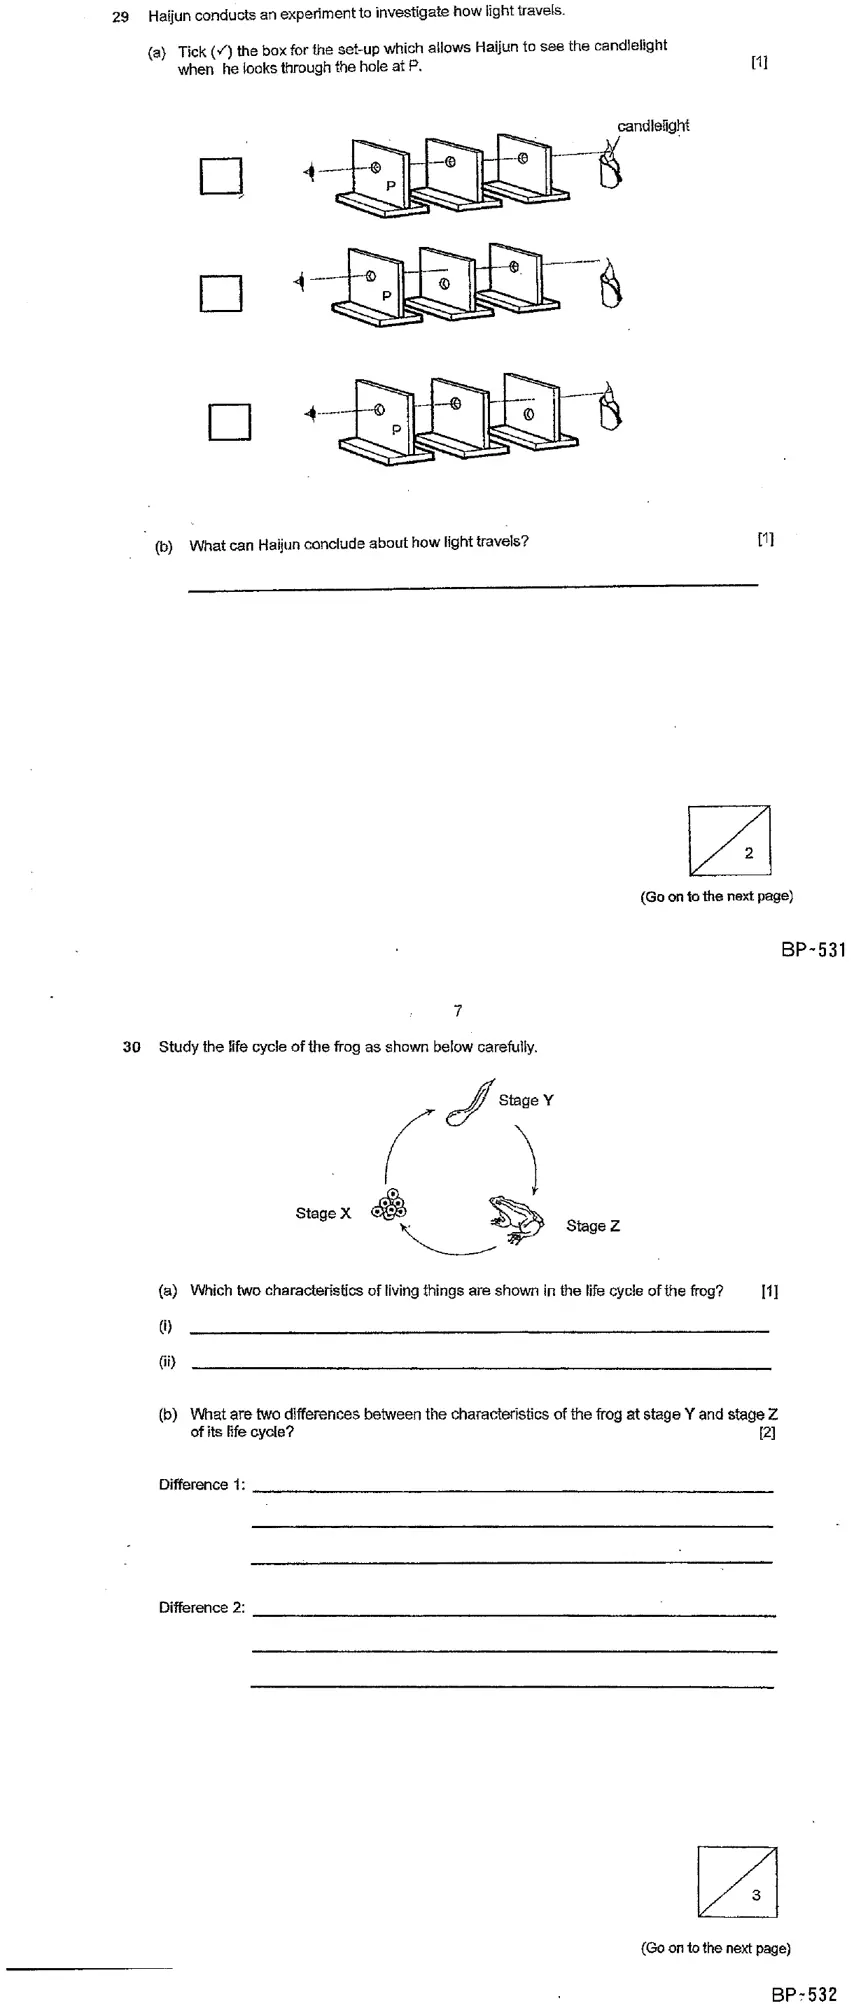 29 Haijun conducts an experiment to investigate how light travels.
(a) Tick (✓) the box for the set-up which allows Haijun to see the candlelight
when he looks through the hole at P. [1]
candlelight
P
P
P
(b) What can Haijun conclude about how light travels? [1]
2
(Go on to the next page)
BP-531
7
30 Study the life cycle of the frog as shown below carefully.
Stage Y
Stage X
Stage Z
(a) Which two characteristics of living things are shown in the life cycle of the frog? [1]
(i)
(ii)
(b) What are two differences between the characteristics of the frog at stage Y and stage Z
of its life cycle? [2]
Difference 1:
Difference 2:
3
(Go on to the next page)
BP-532